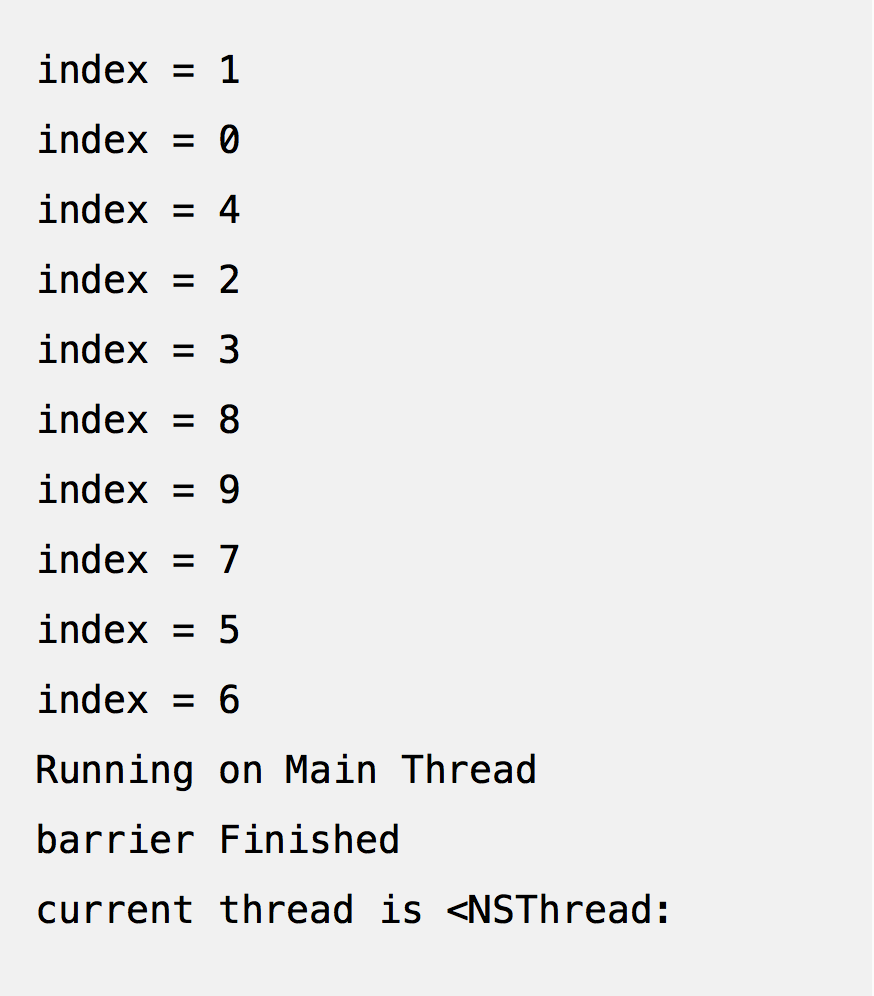 index = 1
index = 0
index = 4
index = 2
index = 3
index = 8
index = 9
index = 7
index = 5
index = 6
Running on Main Thread
barrier Finished
current thread is <NSThread: